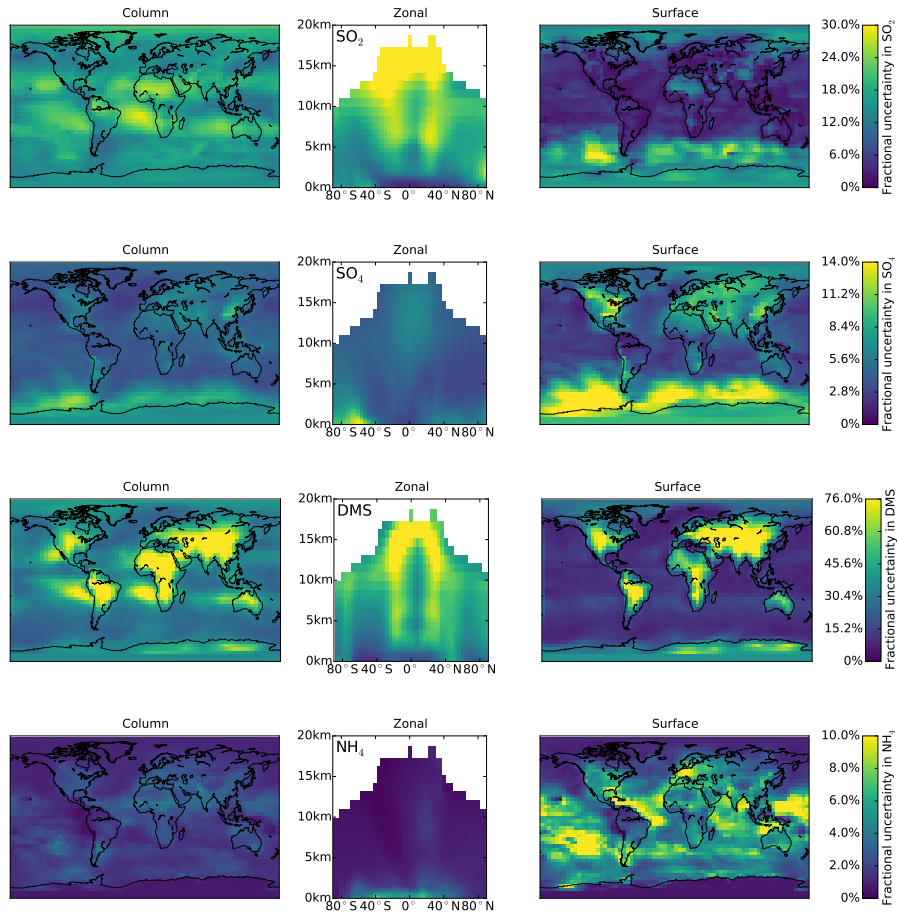 Column Zonal Surface
SO₂
20km
15km
10km
5km
0km
80°S 40°S 0° 40°N 80°N
30.0%
24.0%
18.0%
12.0%
6.0%
0%
Fractional uncertainty in SO₂
Column Zonal Surface
SO₄
20km
15km
10km
5km
0km
80°S 40°S 0° 40°N 80°N
14.0%
11.2%
8.4%
5.6%
2.8%
0%
Fractional uncertainty in SO₄
Column Zonal Surface
DMS
20km
15km
10km
5km
0km
80°S 40°S 0° 40°N 80°N
76.0%
60.8%
45.6%
30.4%
15.2%
0%
Fractional uncertainty in DMS
Column Zonal Surface
NH₄
20km
15km
10km
5km
0km
80°S 40°S 0° 40°N 80°N
10.0%
8.0%
6.0%
4.0%
2.0%
0%
Fractional uncertainty in NH₄